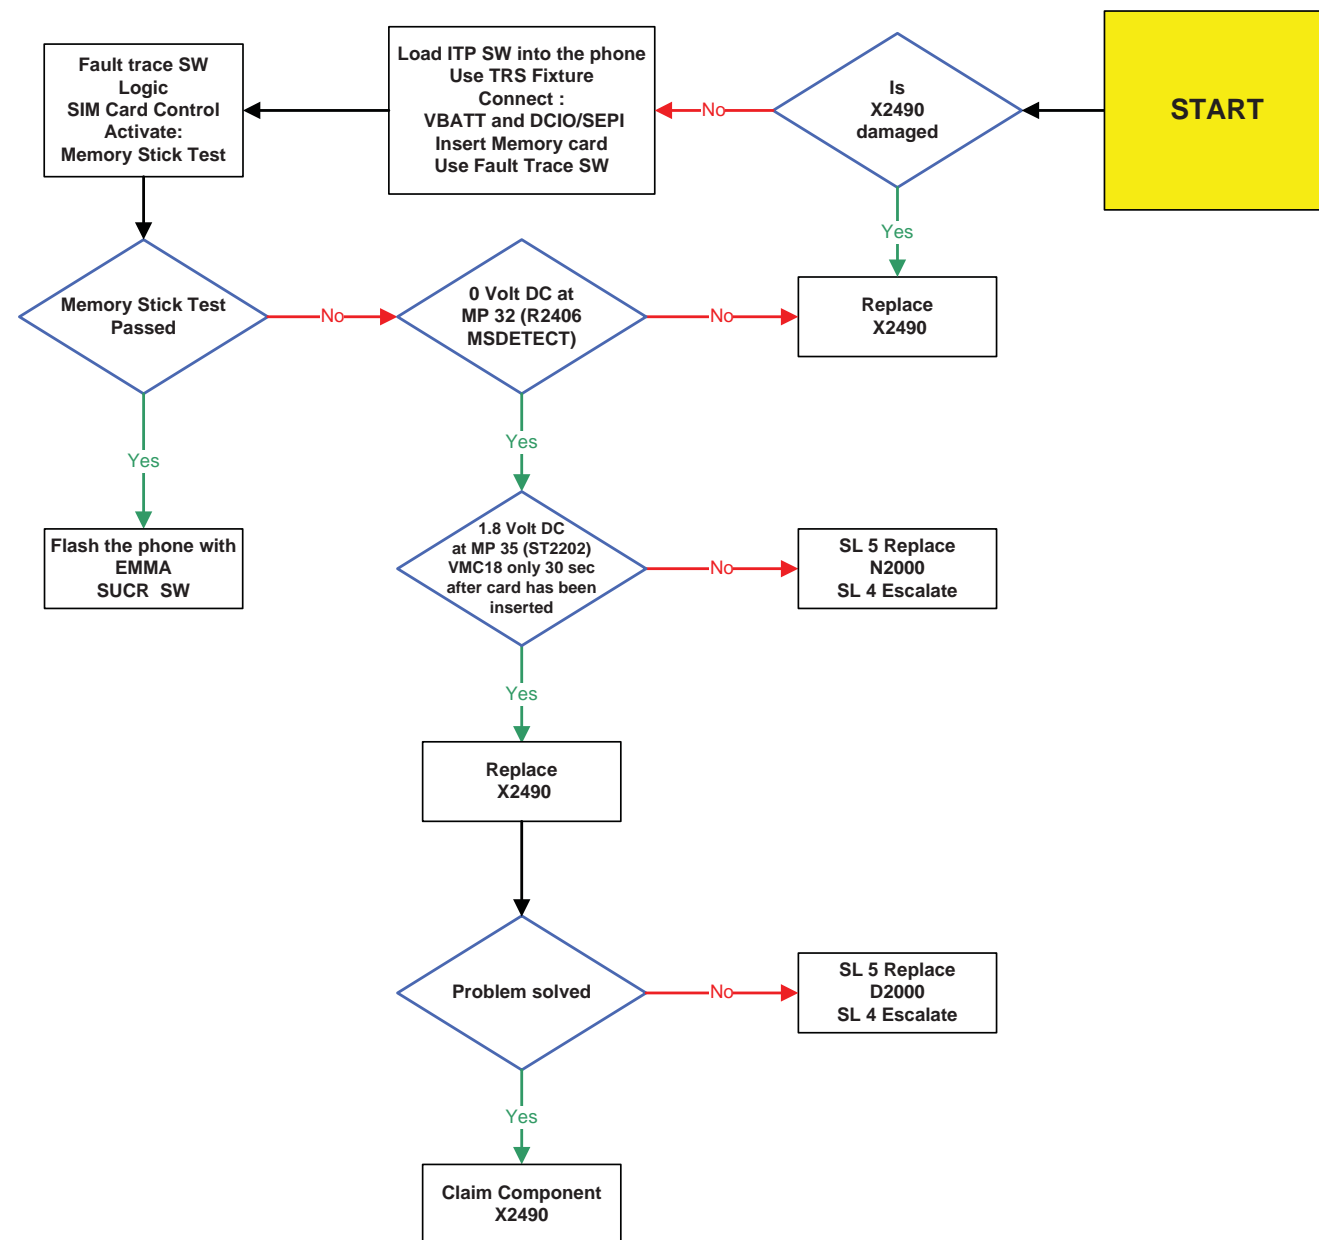 START
Is
X2490
damaged
No
Yes
Load ITP SW into the phone
Use TRS Fixture
Connect :
VBATT and DCIO/SEPI
Insert Memory card
Use Fault Trace SW
Fault trace SW
Logic
SIM Card Control
Activate:
Memory Stick Test
Replace
X2490
Memory Stick Test
Passed
No
Yes
0 Volt DC at
MP 32 (R2406
MSDETECT)
No
Yes
Flash the phone with
EMMA
SUCR SW
1.8 Volt DC
at MP 35 (ST2202)
VMC18 only 30 sec
after card has been
inserted
No
Yes
SL 5 Replace
N2000
SL 4 Escalate
Replace
X2490
Problem solved
No
Yes
SL 5 Replace
D2000
SL 4 Escalate
Claim Component
X2490